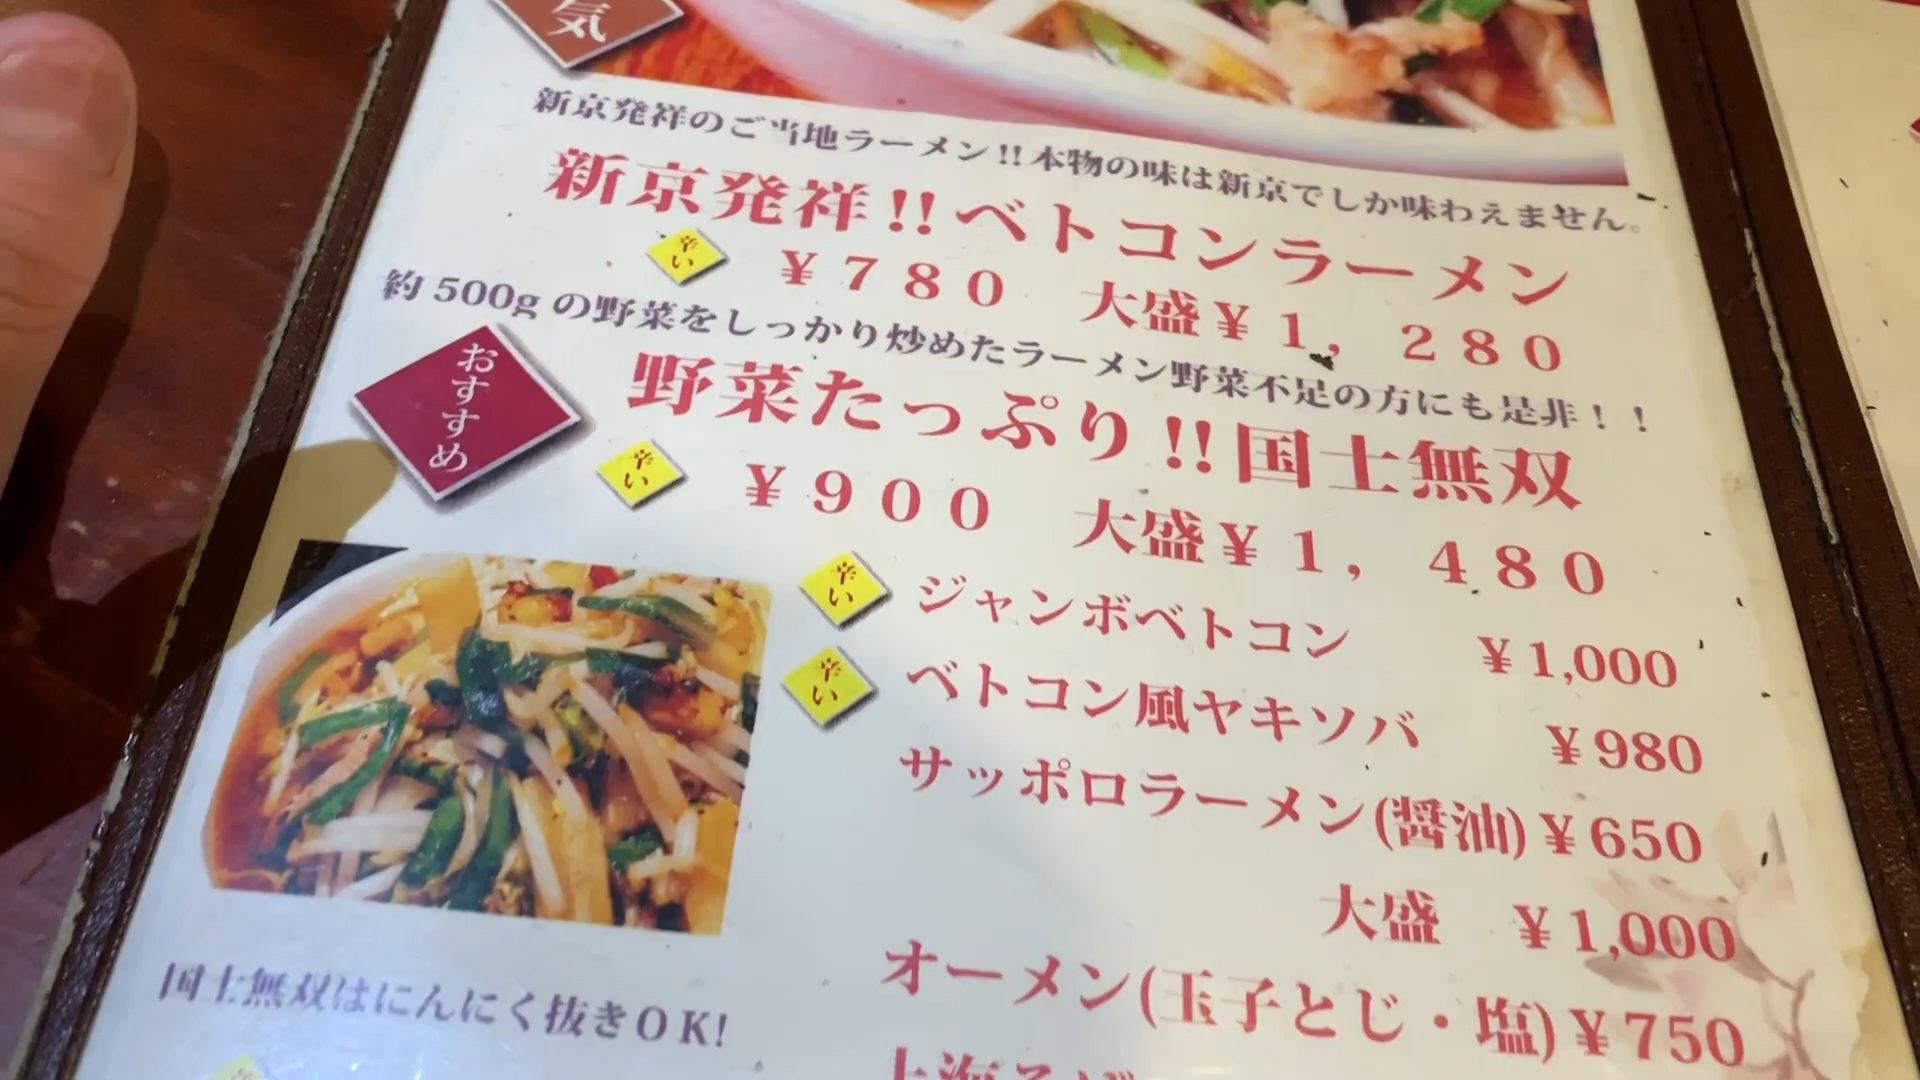 気
新京発祥のご当地ラーメン!!本物の味は新京でしか味わえません。
新京発祥!!ベトコンラーメン
辛い
¥780 大盛¥1,280
約500gの野菜をしっかり炒めたラーメン野菜不足の方にも是非!!
おすすめ
野菜たっぷり!!国士無双
辛い
¥900 大盛¥1,480
辛い
ジャンボベトコン ¥1,000
辛い
ベトコン風ヤキソバ ¥980
サッポロラーメン(醤油)¥650
大盛 ¥1,000
オーメン(玉子とじ・塩)¥750
国士無双はにんにく抜きOK!